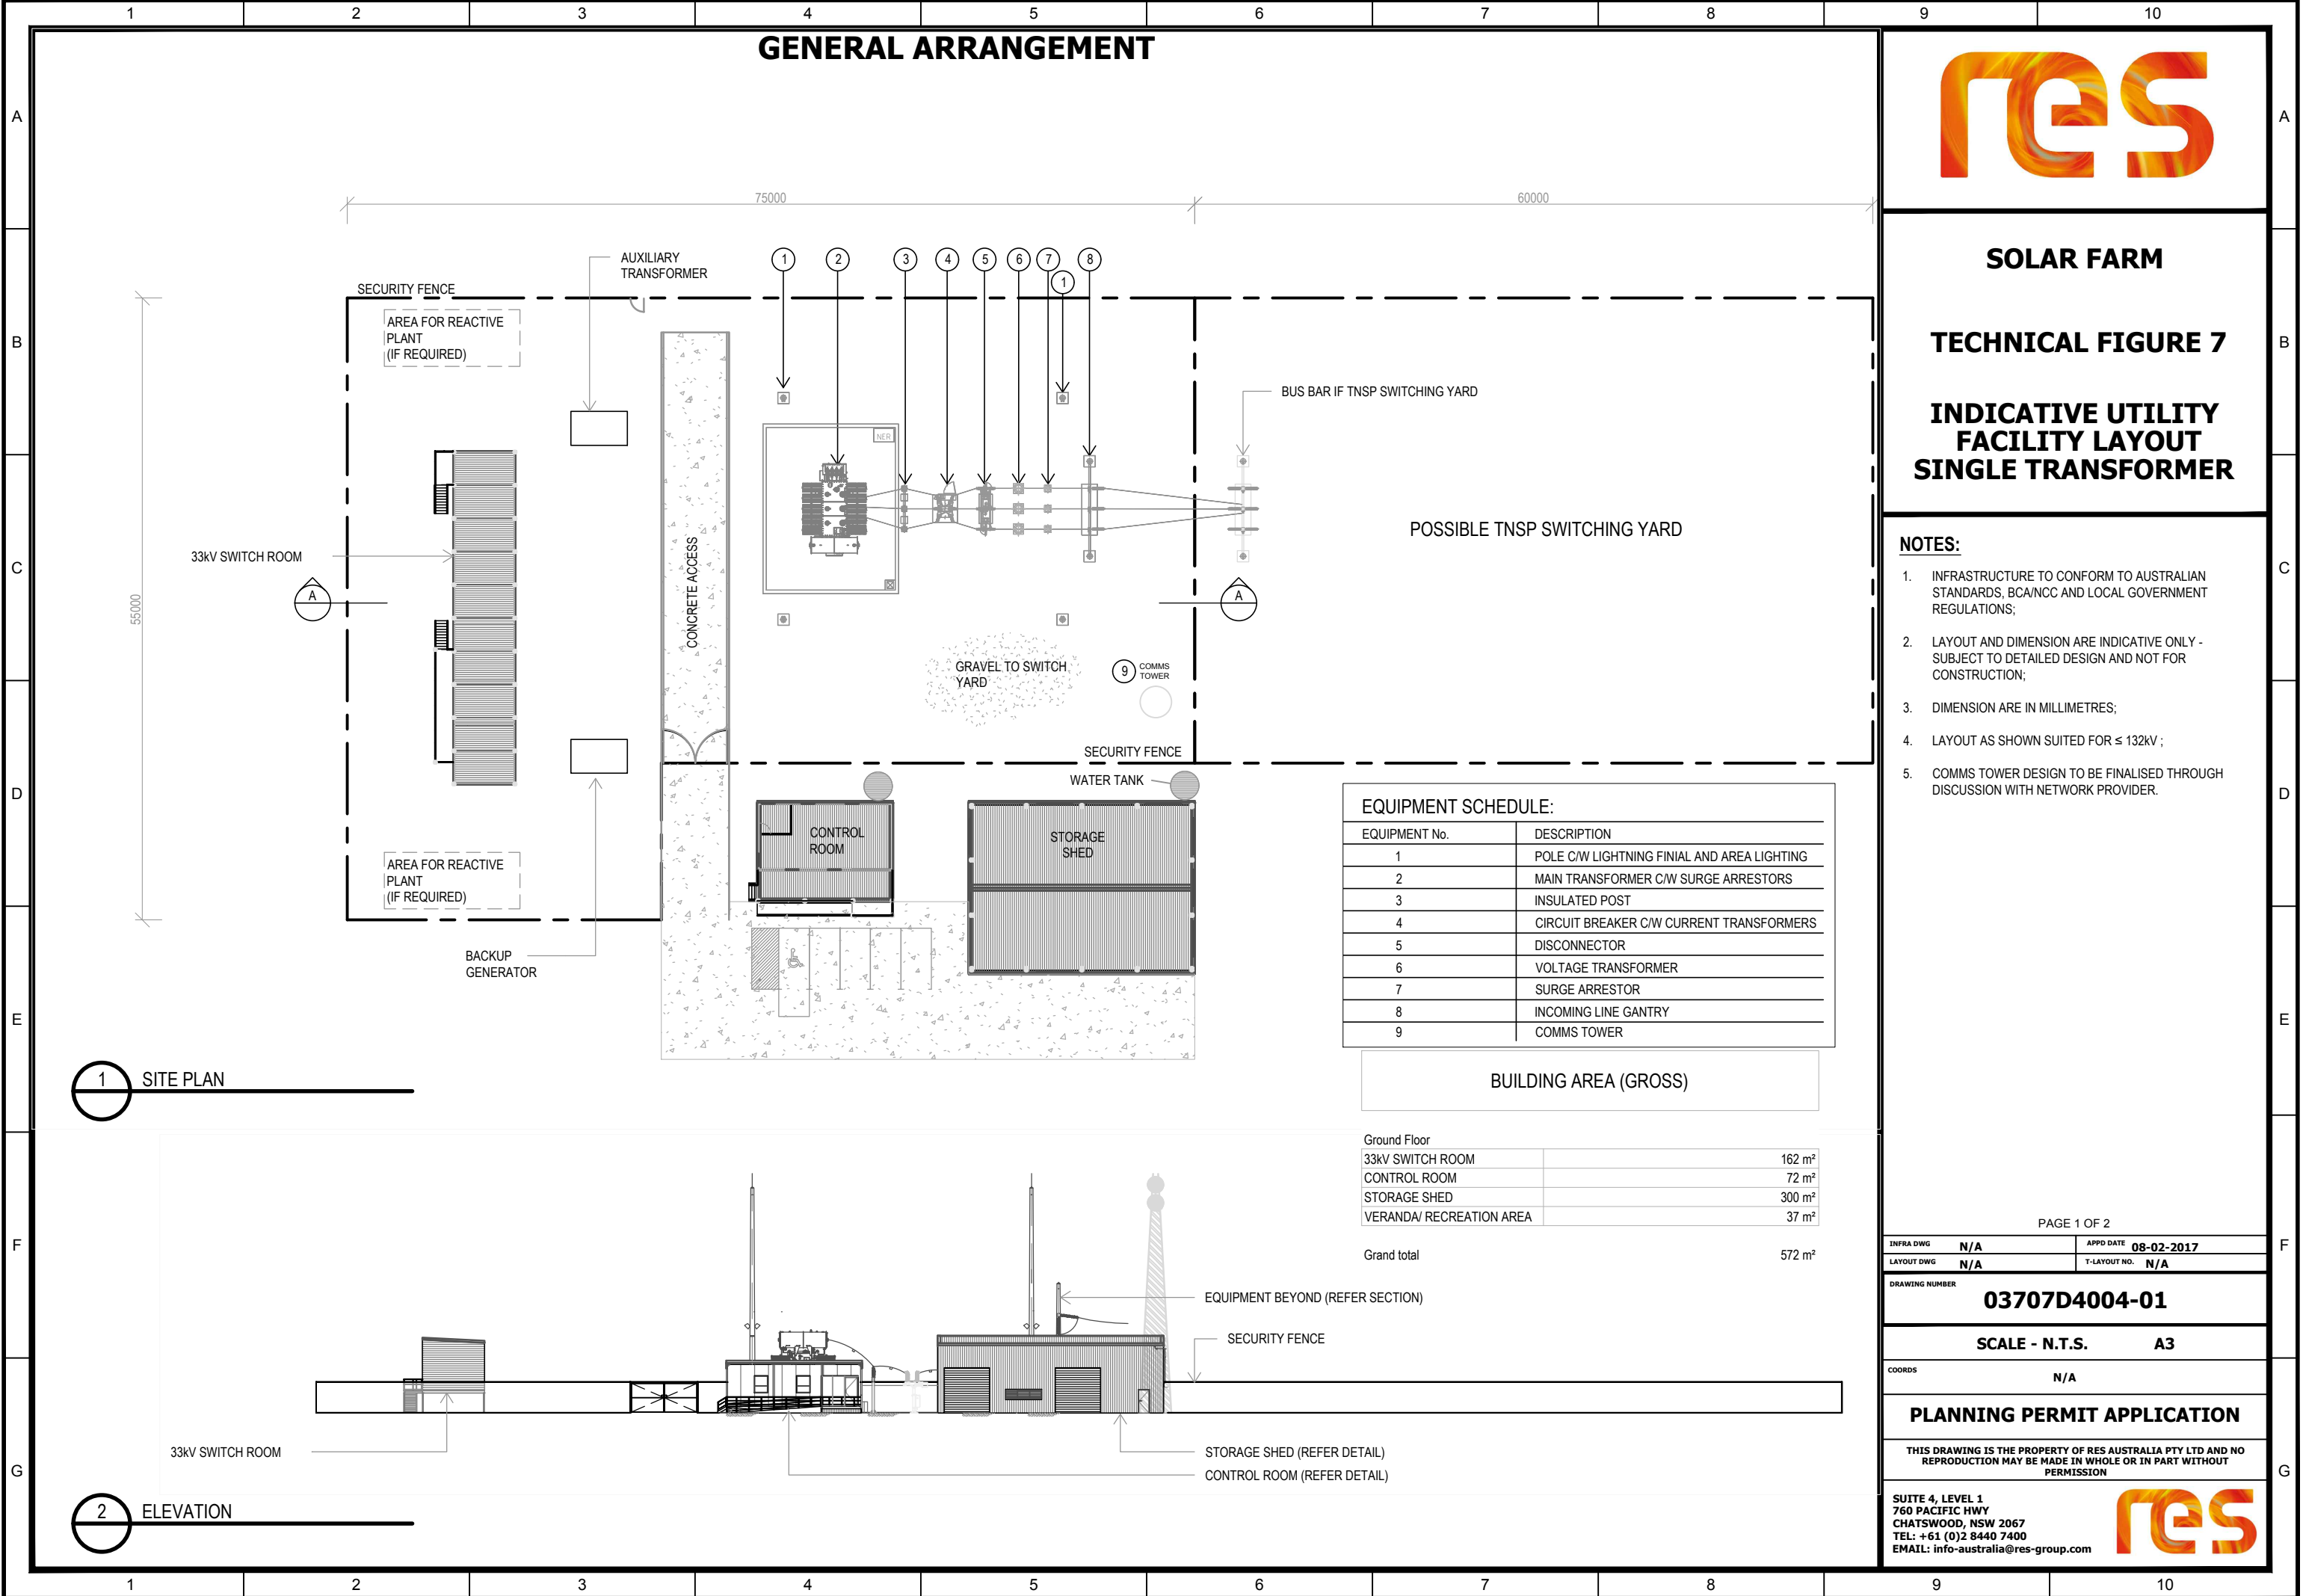 1 2 3 4 5 6 7 8 9 10
A
B
C
D
E
F
G
GENERAL ARRANGEMENT
75000
60000
55000
AUXILIARY
TRANSFORMER
1
2
3
4
5
6
7
1
8
SECURITY FENCE
AREA FOR REACTIVE
PLANT
(IF REQUIRED)
BUS BAR IF TNSP SWITCHING YARD
NER
33kV SWITCH ROOM
A
CONCRETE ACCESS
A
POSSIBLE TNSP SWITCHING YARD
GRAVEL TO SWITCH
YARD
9
COMMS
TOWER
SECURITY FENCE
WATER TANK
CONTROL
ROOM
STORAGE
SHED
AREA FOR REACTIVE
PLANT
(IF REQUIRED)
BACKUP
GENERATOR
1 SITE PLAN
EQUIPMENT SCHEDULE:
EQUIPMENT No. DESCRIPTION
1 POLE C/W LIGHTNING FINIAL AND AREA LIGHTING
2 MAIN TRANSFORMER C/W SURGE ARRESTORS
3 INSULATED POST
4 CIRCUIT BREAKER C/W CURRENT TRANSFORMERS
5 DISCONNECTOR
6 VOLTAGE TRANSFORMER
7 SURGE ARRESTOR
8 INCOMING LINE GANTRY
9 COMMS TOWER
BUILDING AREA (GROSS)
Ground Floor
33kV SWITCH ROOM 162 m²
CONTROL ROOM 72 m²
STORAGE SHED 300 m²
VERANDA/ RECREATION AREA 37 m²
Grand total 572 m²
EQUIPMENT BEYOND (REFER SECTION)
SECURITY FENCE
33kV SWITCH ROOM
STORAGE SHED (REFER DETAIL)
CONTROL ROOM (REFER DETAIL)
2 ELEVATION
res
SOLAR FARM
TECHNICAL FIGURE 7
INDICATIVE UTILITY
FACILITY LAYOUT
SINGLE TRANSFORMER
NOTES:
1. INFRASTRUCTURE TO CONFORM TO AUSTRALIAN
STANDARDS, BCA/NCC AND LOCAL GOVERNMENT
REGULATIONS;
2. LAYOUT AND DIMENSION ARE INDICATIVE ONLY -
SUBJECT TO DETAILED DESIGN AND NOT FOR
CONSTRUCTION;
3. DIMENSION ARE IN MILLIMETRES;
4. LAYOUT AS SHOWN SUITED FOR ≤ 132kV ;
5. COMMS TOWER DESIGN TO BE FINALISED THROUGH
DISCUSSION WITH NETWORK PROVIDER.
PAGE 1 OF 2
INFRA DWG N/A APPD DATE 08-02-2017
LAYOUT DWG N/A T-LAYOUT NO. N/A
DRAWING NUMBER
03707D4004-01
SCALE - N.T.S. A3
COORDS N/A
PLANNING PERMIT APPLICATION
THIS DRAWING IS THE PROPERTY OF RES AUSTRALIA PTY LTD AND NO
REPRODUCTION MAY BE MADE IN WHOLE OR IN PART WITHOUT
PERMISSION
SUITE 4, LEVEL 1
760 PACIFIC HWY
CHATSWOOD, NSW 2067
TEL: +61 (0)2 8440 7400
EMAIL: info-australia@res-group.com
res
A
B
C
D
E
F
G
1 2 3 4 5 6 7 8 9 10